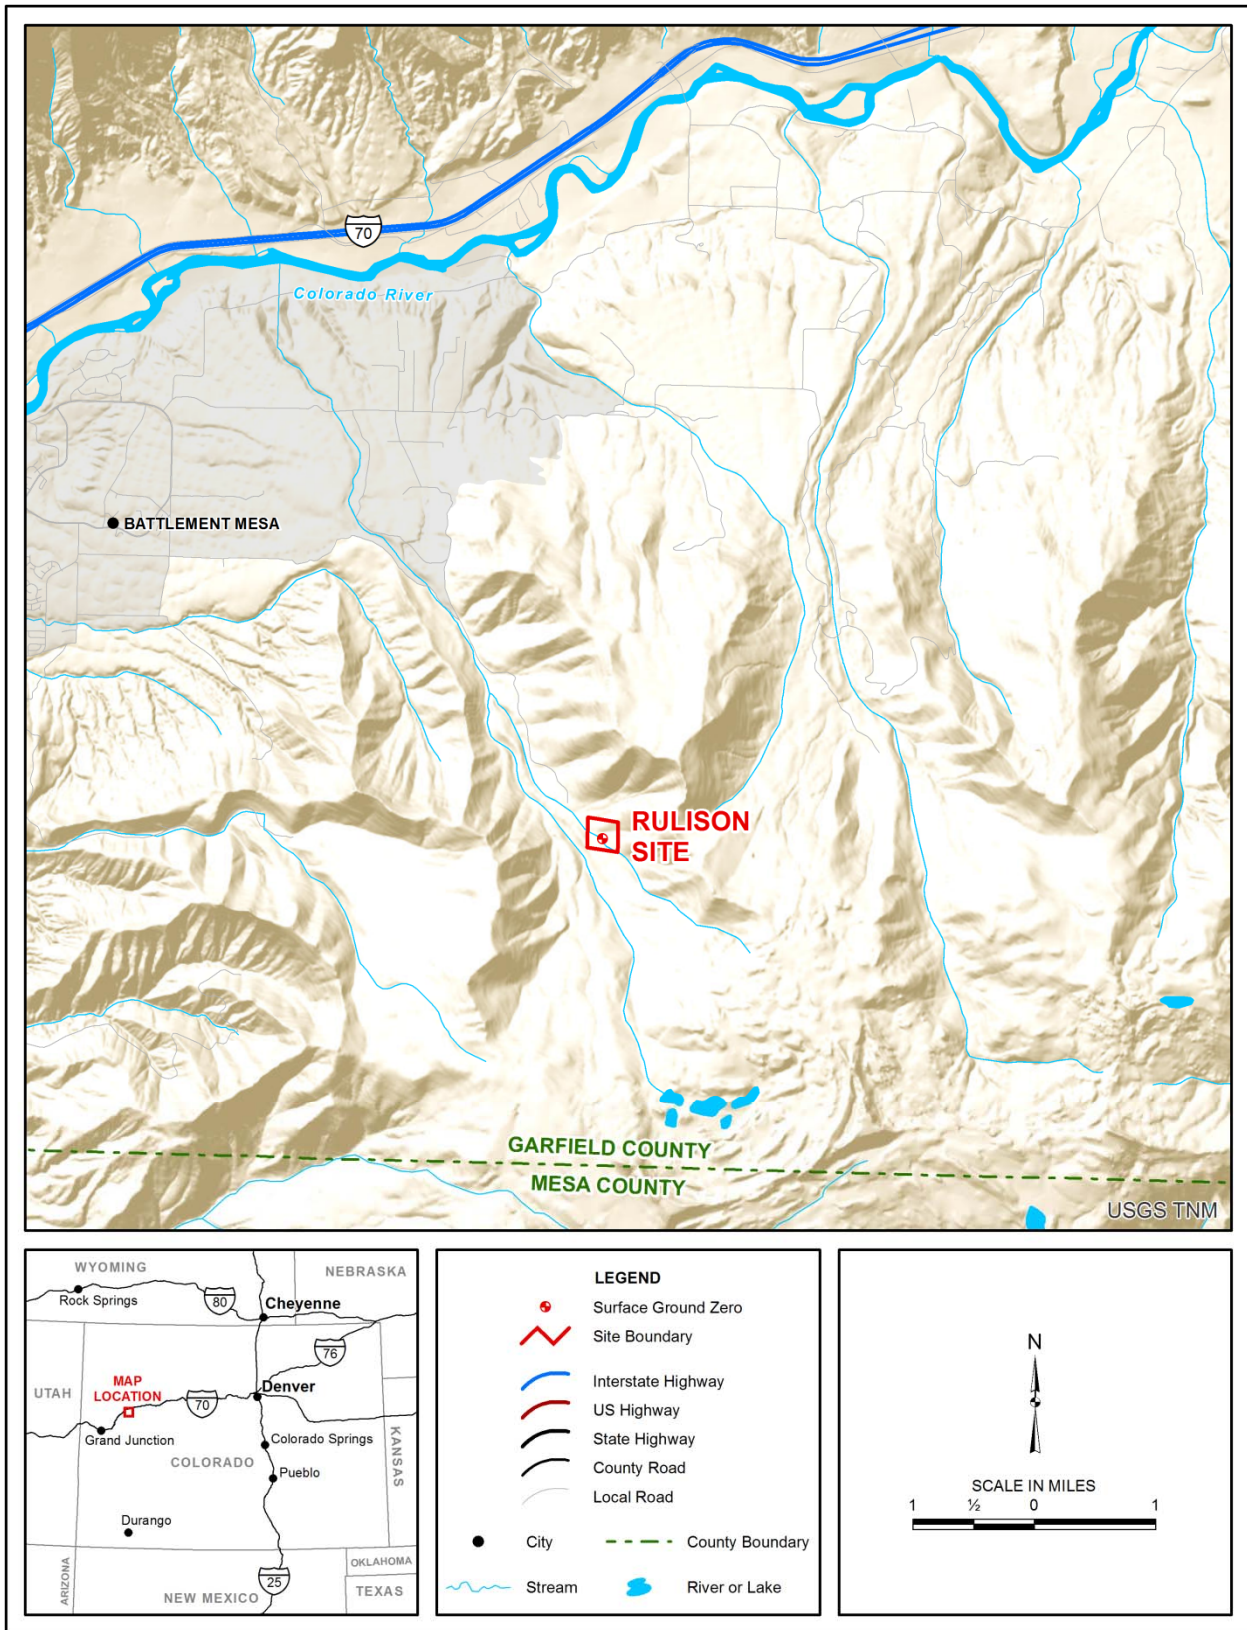 70
Colorado River
BATTLEMENT MESA
RULISON
SITE
GARFIELD COUNTY
MESA COUNTY
USGS TNM
WYOMING
NEBRASKA
Rock Springs
80
Cheyenne
76
UTAH
MAP
LOCATION
70
Denver
Grand Junction
COLORADO
Colorado Springs
KANSAS
Pueblo
Durango
ARIZONA
NEW MEXICO
25
OKLAHOMA
TEXAS
LEGEND
Surface Ground Zero
Site Boundary
Interstate Highway
US Highway
State Highway
County Road
Local Road
City
County Boundary
Stream
River or Lake
N
SCALE IN MILES
1 ½ 0 1